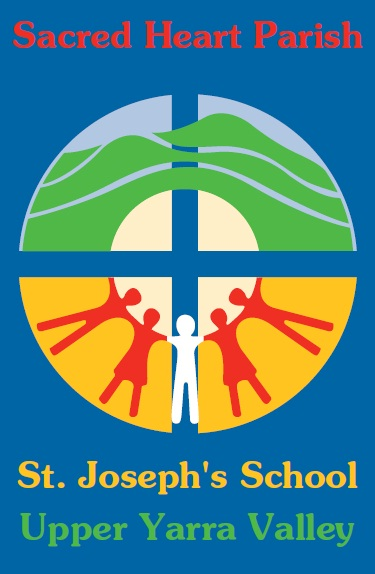 Sacred Heart Parish
St. Joseph's School
Upper Yarra Valley